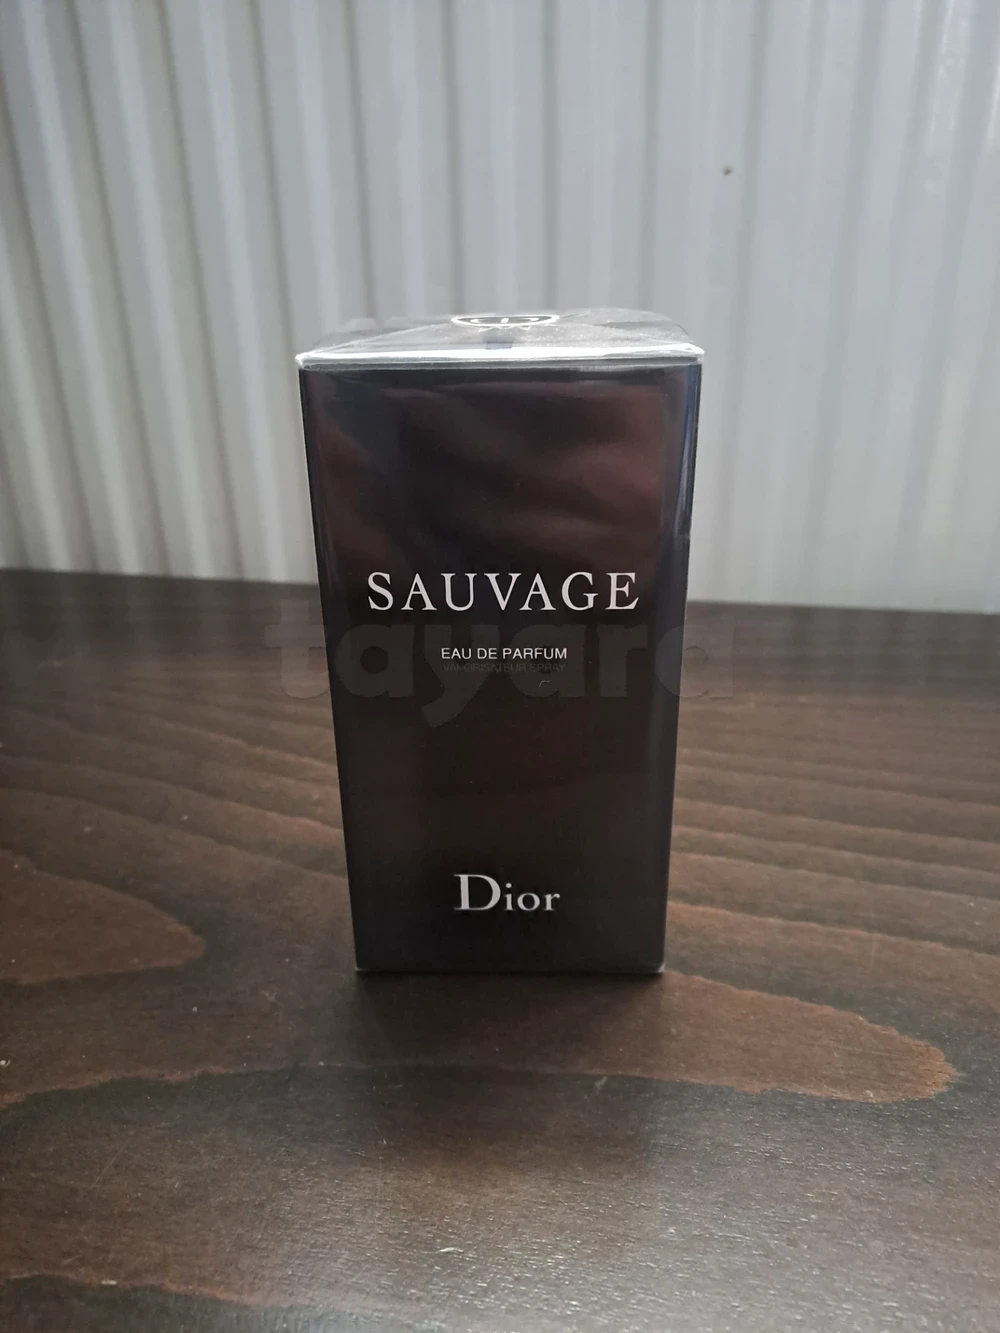 SAUVAGE
EAU DE PARFUM
VAPORISATEUR SPRAY
tayara
Dior